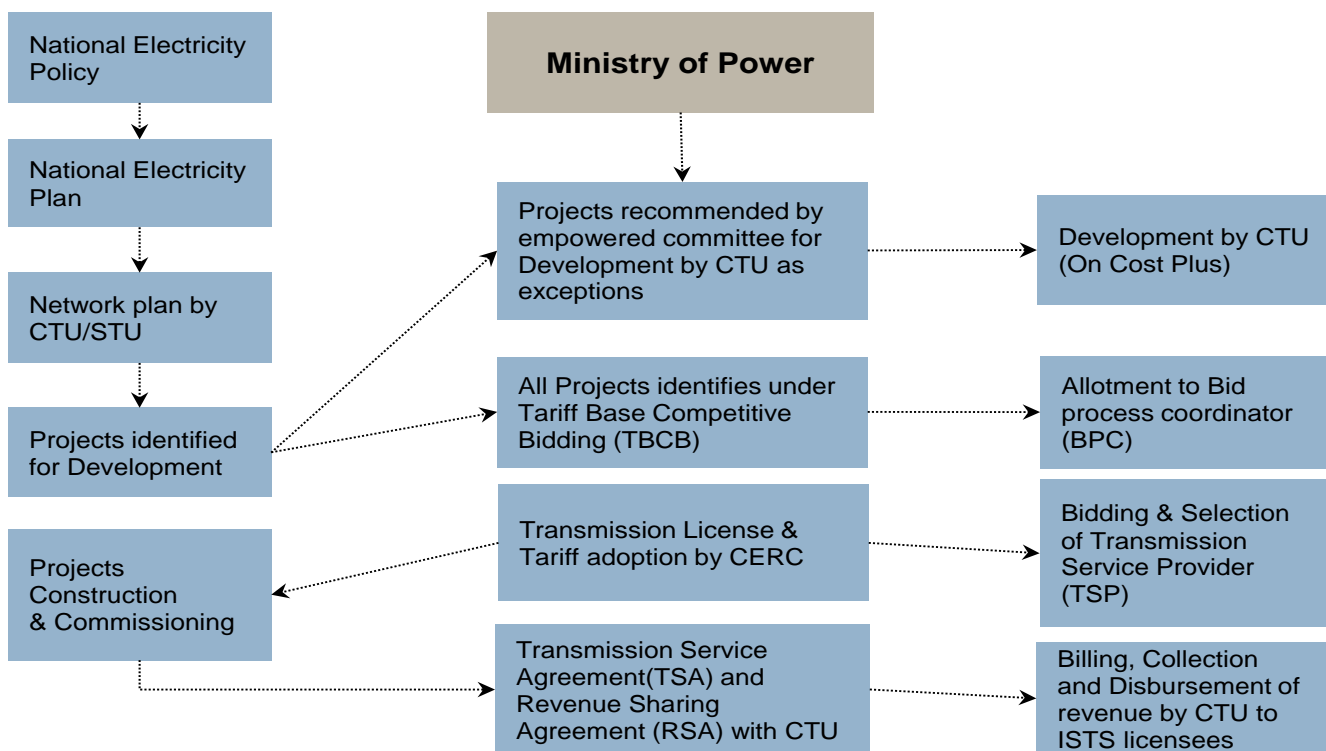 National Electricity
Policy
Ministry of Power
National Electricity
Plan
Projects recommended by
empowered committee for
Development by CTU as
exceptions
Development by CTU
(On Cost Plus)
Network plan by
CTU/STU
All Projects identifies under
Tariff Base Competitive
Bidding (TBCB)
Allotment to Bid
process coordinator
(BPC)
Projects identified
for Development
Transmission License &
Tariff adoption by CERC
Bidding & Selection
of Transmission
Service Provider
(TSP)
Projects
Construction
& Commissioning
Transmission Service
Agreement(TSA) and
Revenue Sharing
Agreement (RSA) with CTU
Billing, Collection
and Disbursement of
revenue by CTU to
ISTS licensees